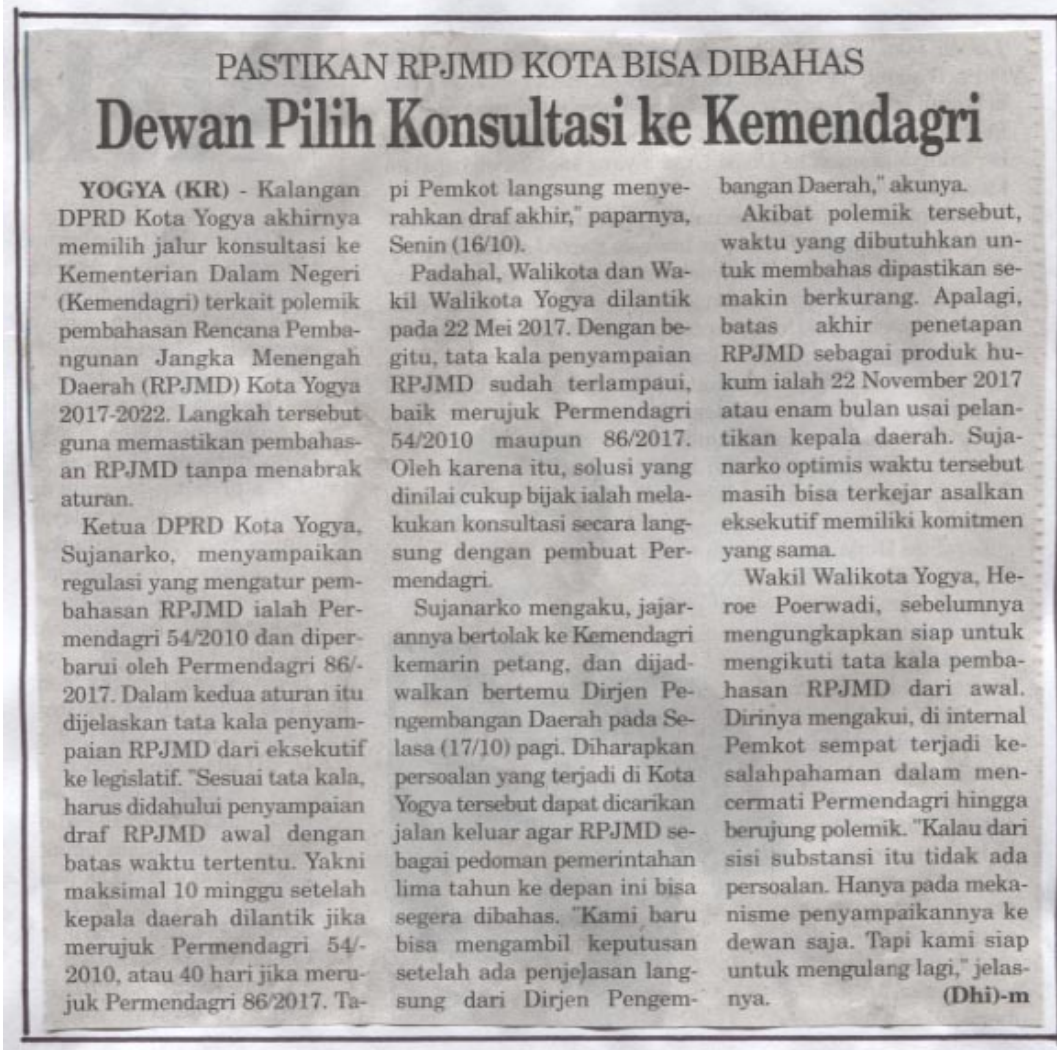 PASTIKAN RPJMD KOTA BISA DIBAHAS
Dewan Pilih Konsultasi ke Kemendagri
YOGYA (KR) - Kalangan
DPRD Kota Yogya akhirnya
memilih jalur konsultasi ke
Kementerian Dalam Negeri
(Kemendagri) terkait polemik
pembahasan Rencana Pemba-
ngunan Jangka Menengah
Daerah (RPJMD) Kota Yogya
2017-2022. Langkah tersebut
guna memastikan pembahas-
an RPJMD tanpa menabrak
aturan.
Ketua DPRD Kota Yogya,
Sujanarko, menyampaikan
regulasi yang mengatur pem-
bahasan RPJMD ialah Per-
mendagri 54/2010 dan diper-
barui oleh Permendagri 86/-
2017. Dalam kedua aturan itu
dijelaskan tata kala penyam-
paian RPJMD dari eksekutif
ke legislatif. "Sesuai tata kala,
harus didahului penyampaian
draf RPJMD awal dengan
batas waktu tertentu. Yakni
maksimal 10 minggu setelah
kepala daerah dilantik jika
merujuk Permendagri 54/-
2010, atau 40 hari jika meru-
juk Permendagri 86/2017. Ta-
pi Pemkot langsung menye-
rahkan draf akhir," paparnya,
Senin (16/10).
Padahal, Walikota dan Wa-
kil Walikota Yogya dilantik
pada 22 Mei 2017. Dengan be-
gitu, tata kala penyampaian
RPJMD sudah terlampaui,
baik merujuk Permendagri
54/2010 maupun 86/2017.
Oleh karena itu, solusi yang
dinilai cukup bijak ialah mela-
kukan konsultasi secara lang-
sung dengan pembuat Per-
mendagri.
Sujanarko mengaku, jajar-
annya bertolak ke Kemendagri
kemarin petang, dan dijad-
walkan bertemu Dirjen Pe-
ngembangan Daerah pada Se-
lasa (17/10) pagi. Diharapkan
persoalan yang terjadi di Kota
Yogya tersebut dapat dicarikan
jalan keluar agar RPJMD se-
bagai pedoman pemerintahan
lima tahun ke depan ini bisa
segera dibahas. "Kami baru
bisa mengambil keputusan
setelah ada penjelasan lang-
sung dari Dirjen Pengem-
bangan Daerah," akunya.
Akibat polemik tersebut,
waktu yang dibutuhkan un-
tuk membahas dipastikan se-
makin berkurang. Apalagi,
batas akhir penetapan
RPJMD sebagai produk hu-
kum ialah 22 November 2017
atau enam bulan usai pelan-
tikan kepala daerah. Suja-
narko optimis waktu tersebut
masih bisa terkejar asalkan
eksekutif memiliki komitmen
yang sama.
Wakil Walikota Yogya, He-
roe Poerwadi, sebelumnya
mengungkapkan siap untuk
mengikuti tata kala pemba-
hasan RPJMD dari awal.
Dirinya mengakui, di internal
Pemkot sempat terjadi ke-
salahpahaman dalam men-
cermati Permendagri hingga
berujung polemik. "Kalau dari
sisi substansi itu tidak ada
persoalan. Hanya pada meka-
nisme penyampaikannya ke
dewan saja. Tapi kami siap
untuk mengulang lagi," jelas-
nya. (Dhi)-m